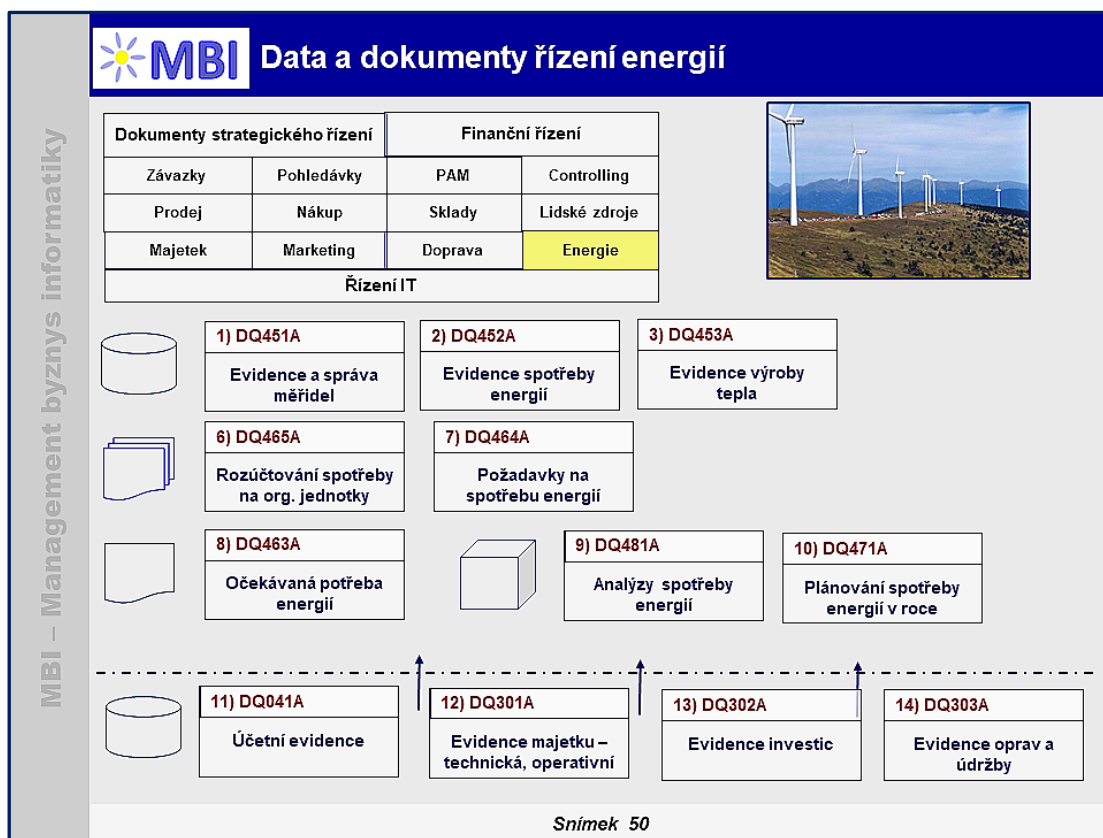 MBI
Data a dokumenty řízení energií
MBI – Management byznys informatiky
Dokumenty strategického řízení
Finanční řízení
Závazky
Pohledávky
PAM
Controlling
Prodej
Nákup
Sklady
Lidské zdroje
Majetek
Marketing
Doprava
Energie
Řízení IT
1) DQ451A
Evidence a správa
měřidel
2) DQ452A
Evidence spotřeby
energií
3) DQ453A
Evidence výroby
tepla
6) DQ465A
Rozúčtování spotřeby
na org. jednotky
7) DQ464A
Požadavky na
spotřebu energií
8) DQ463A
Očekávaná potřeba
energií
9) DQ481A
Analýzy spotřeby
energií
10) DQ471A
Plánování spotřeby
energií v roce
11) DQ041A
Účetní evidence
12) DQ301A
Evidence majetku –
technická, operativní
13) DQ302A
Evidence investic
14) DQ303A
Evidence oprav a
údržby
Snímek 50